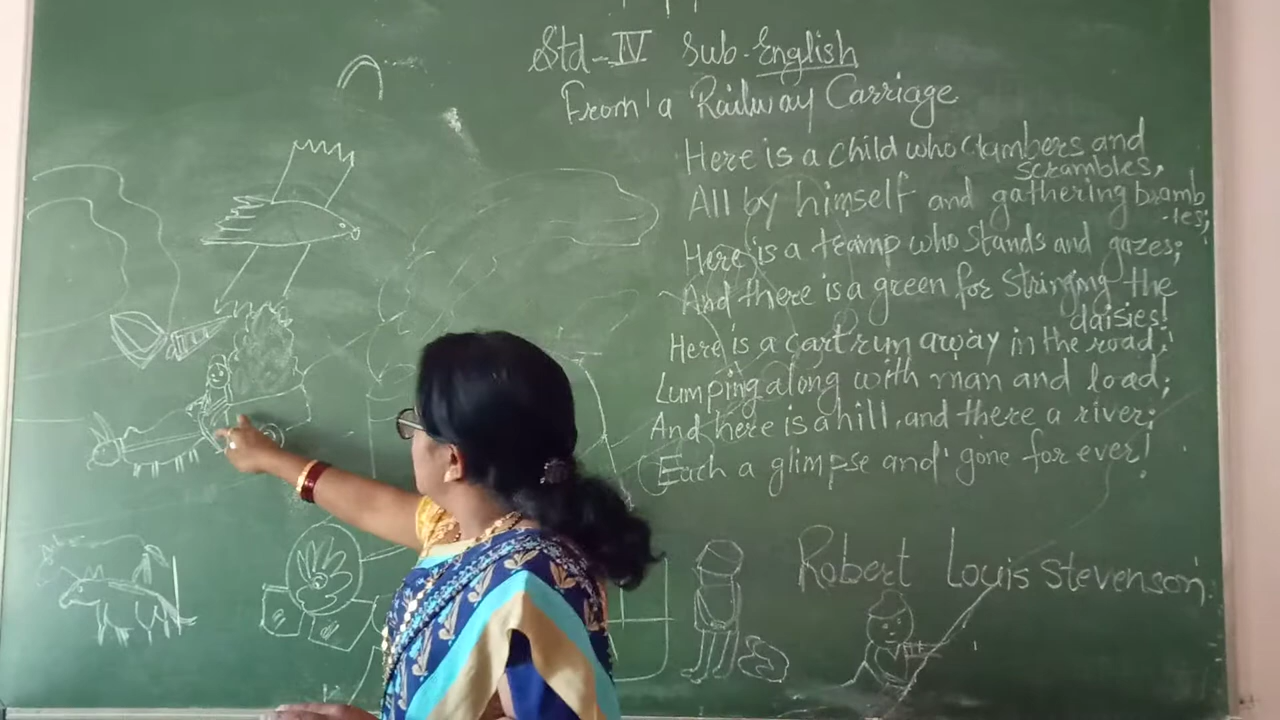 Std-IV Sub-English
From a Railway Carriage
Here is a child who clambers and
scrambles,
All by himself and gathering bramb
-les;
Here is a teamp who stands and gazes;
And there is a green for stringing the
daisies!
Here is a cart run away in the road;
Lumping along with man and load;
And here is a hill, and there a river;
Each a glimpse and gone for ever!
Robert Louis Stevenson.